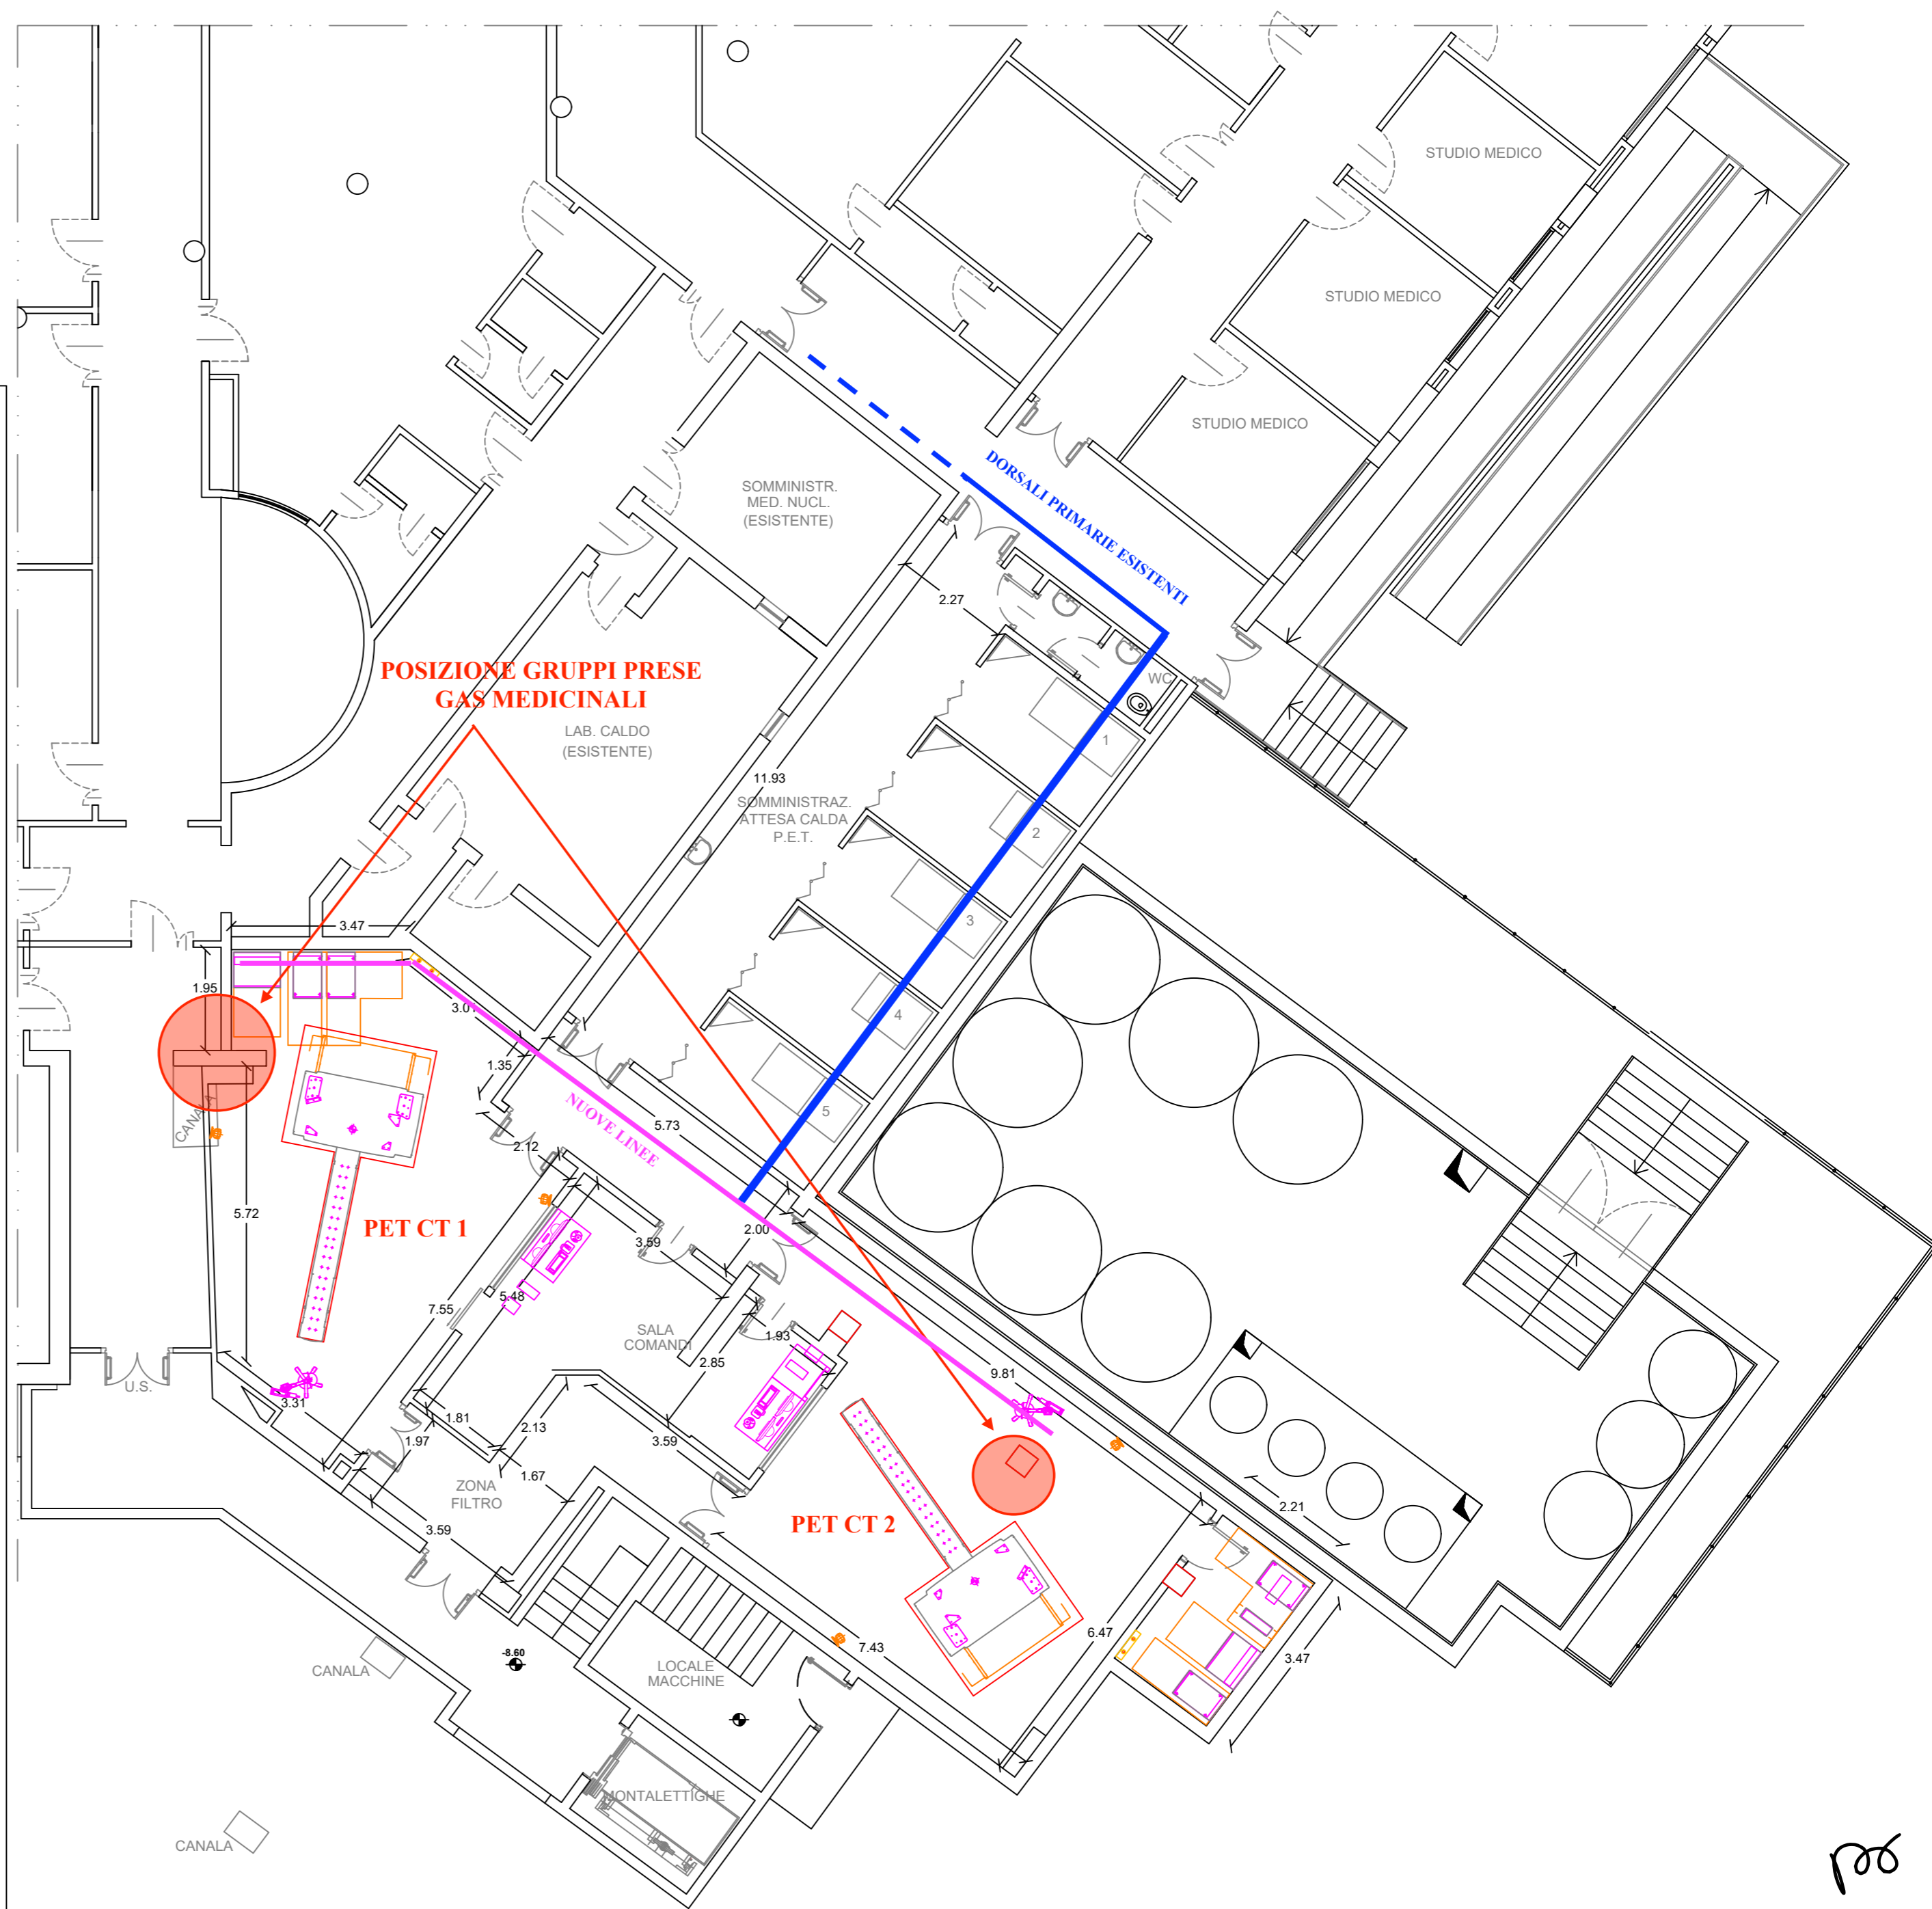 STUDIO MEDICO
STUDIO MEDICO
STUDIO MEDICO
DORSALI PRIMARIE ESISTENTI
SOMMINISTR.
MED. NUCL.
(ESISTENTE)
2.27
WC
POSIZIONE GRUPPI PRESE
GAS MEDICINALI
LAB. CALDO
(ESISTENTE)
11.93
SOMMINISTRAZ.
ATTESA CALDA
P.E.T.
1
2
3
4
5
3.47
1.95
3.01
1.35
CANALA
NUOVE LINEE
5.73
2.12
5.72
PET CT 1
2.00
3.59
7.55
5.48
SALA
COMANDI
1.93
2.85
9.81
U.S.
3.31
1.81
1.97
2.13
3.59
1.67
ZONA
FILTRO
PET CT 2
2.21
3.59
6.47
7.43
3.47
-8.60
CANALA
LOCALE
MACCHINE
MONTALETTIGHE
CANALA